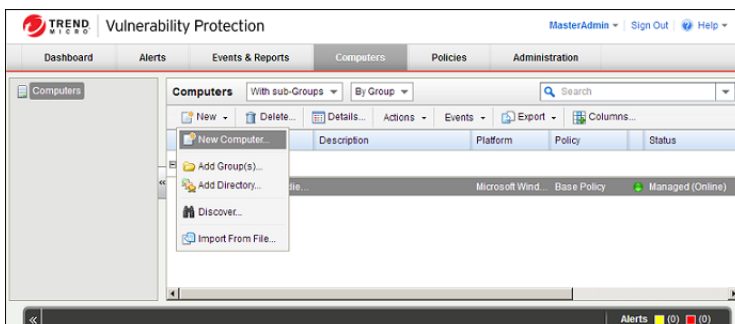 TREND MICRO Vulnerability Protection MasterAdmin Sign Out Help
Dashboard Alerts Events & Reports Computers Policies Administration
Computers
Computers With sub-Groups By Group Search
New Delete... Details... Actions Events Export Columns...
Description Platform Policy Status
New Computer...
Add Group(s)...
Add Directory...
Discover...
Import From File...
Microsoft Wind... Base Policy Managed (Online)
Alerts (0) (0)